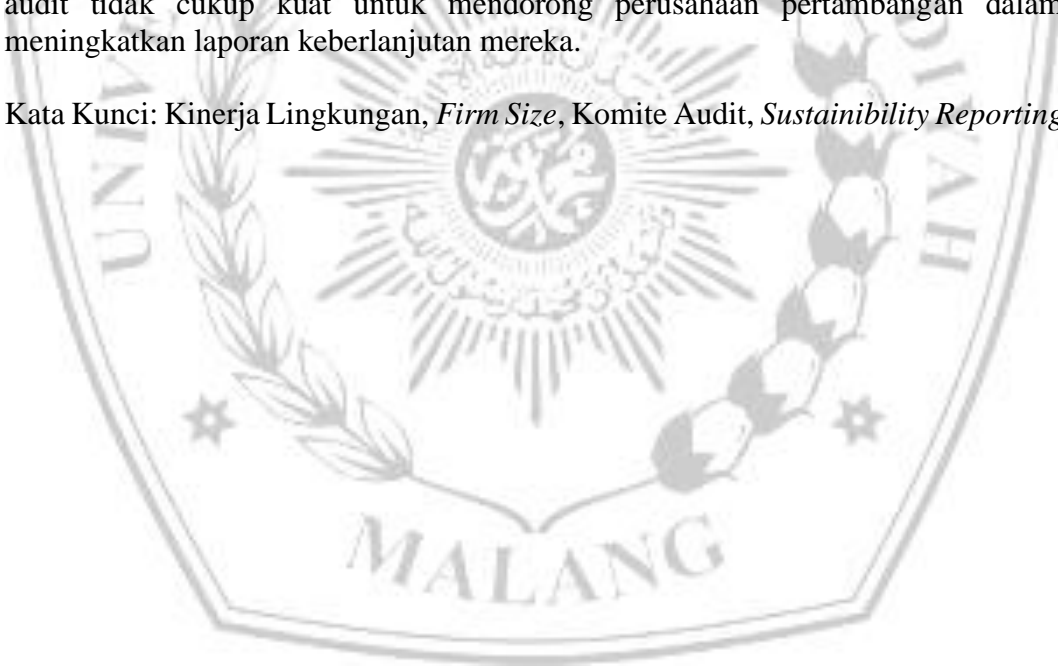 audit tidak cukup kuat untuk mendorong perusahaan pertambangan dalam
meningkatkan laporan keberlanjutan mereka.
Kata Kunci: Kinerja Lingkungan, Firm Size, Komite Audit, Sustainibility Reporting
MALANG